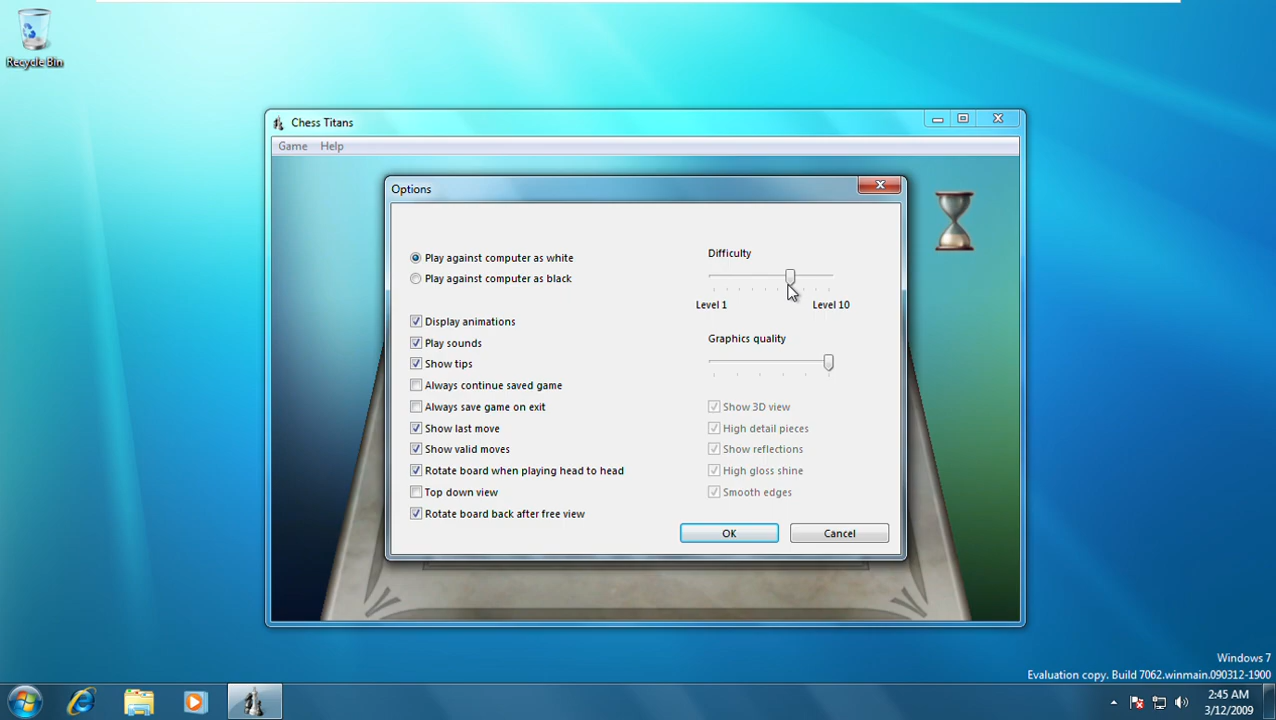 Recycle Bin
Chess Titans
Game Help
Options
Play against computer as white
Play against computer as black
Difficulty
Level 1 Level 10
Display animations
Play sounds
Show tips
Always continue saved game
Always save game on exit
Show last move
Show valid moves
Rotate board when playing head to head
Top down view
Rotate board back after free view
Graphics quality
Show 3D view
High detail pieces
Show reflections
High gloss shine
Smooth edges
OK Cancel
Windows 7
Evaluation copy. Build 7062.winmain.090312-1900
2:45 AM
3/12/2009